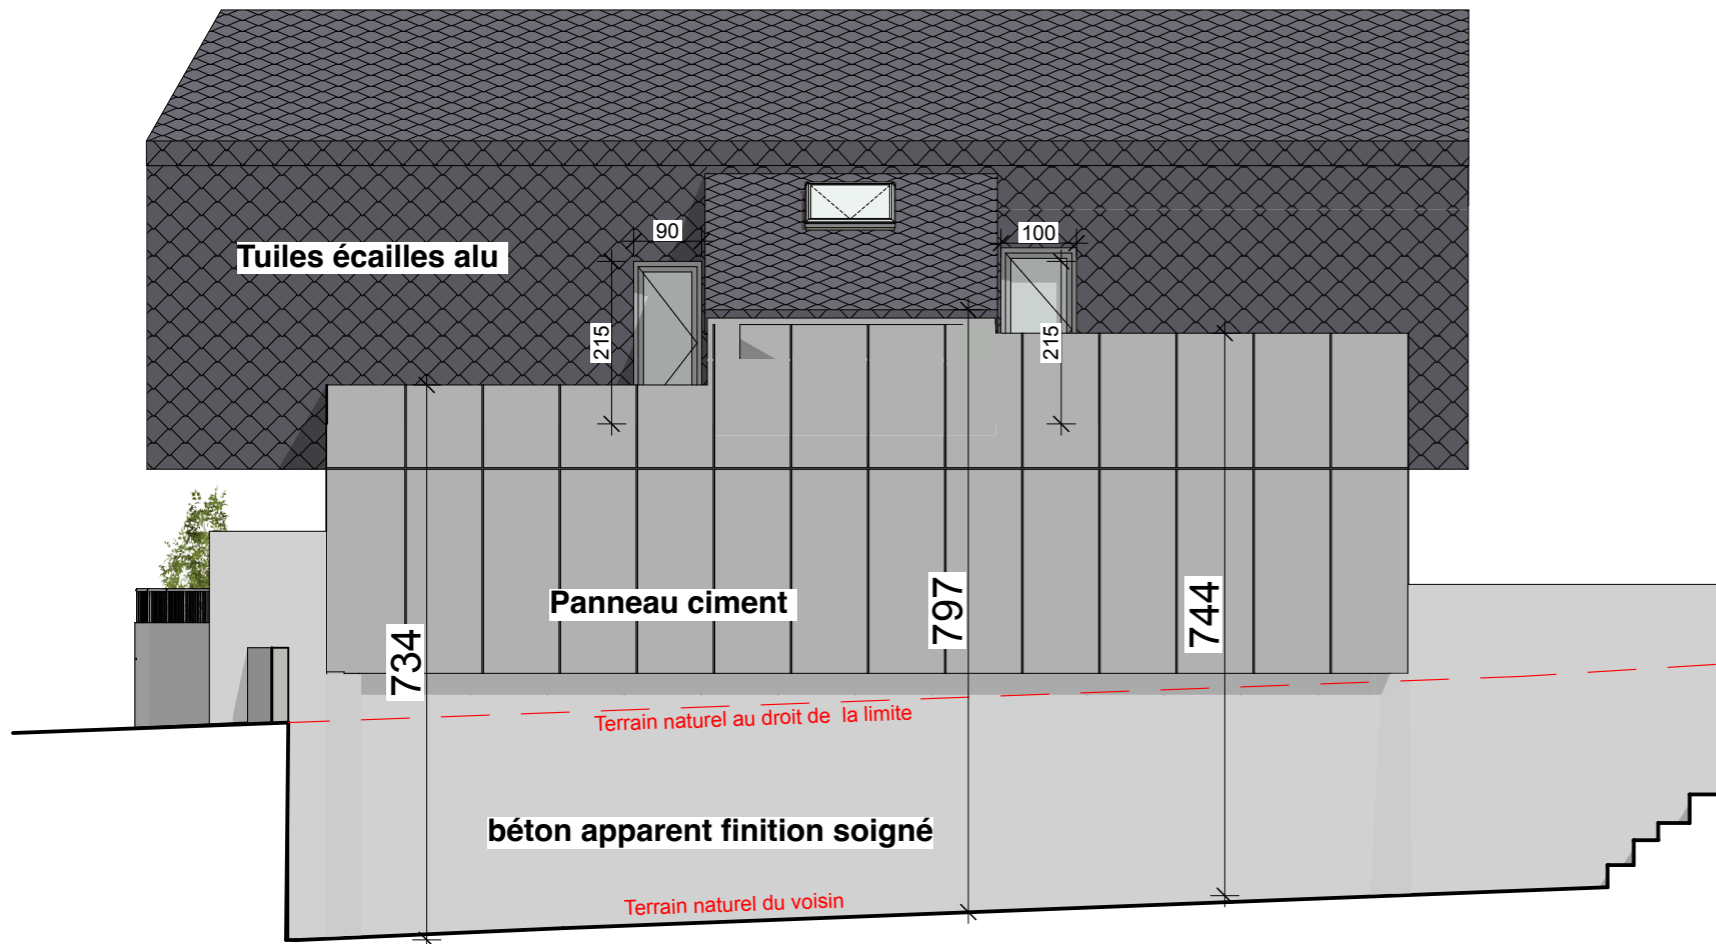 90
100
Tuiles écailles alu
215
215
Panneau ciment
797
744
734
Terrain naturel au droit de  la limite
béton apparent finition soigné
Terrain naturel du voisin